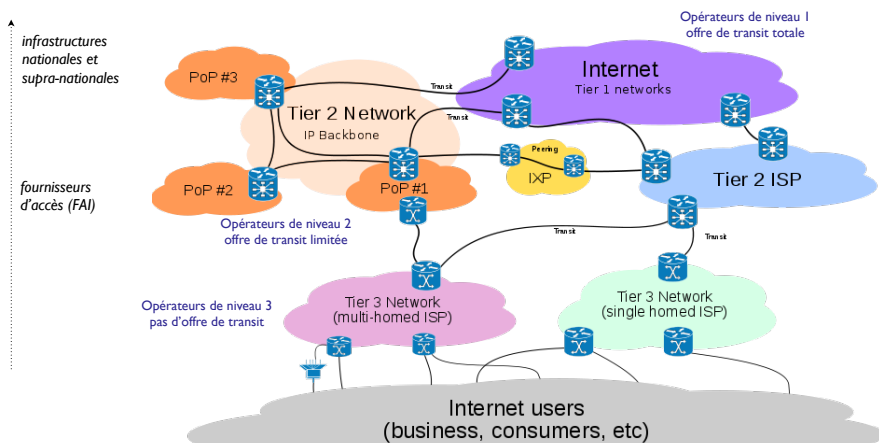 Opérateurs de niveau 1
offre de transit totale
infrastructures
nationales et
supra-nationales
PoP #3
Transit
Internet
Tier 1 networks
Tier 2 Network
IP Backbone
Transit
Peering
IXP
Tier 2 ISP
fournisseurs
d'accès (FAI)
PoP #2
PoP #1
Opérateurs de niveau 2
offre de transit limitée
Transit
Transit
Opérateurs de niveau 3
pas d'offre de transit
Tier 3 Network
(multi-homed ISP)
Tier 3 Network
(single homed ISP)
Internet users
(business, consumers, etc)